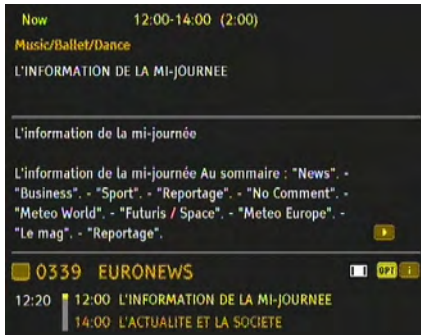 Now 12:00-14:00 (2:00)
Music/Ballet/Dance
L'INFORMATION DE LA MI-JOURNEE
L'information de la mi-journée
L'information de la mi-journée Au sommaire : "News". -
"Business". - "Sport". - "Reportage". - "No Comment". -
"Meteo World". - "Futuris / Space". - "Meteo Europe". -
"Le mag". - "Reportage".
0339 EURONEWS OPT i
12:20 12:00 L'INFORMATION DE LA MI-JOURNEE
14:00 L'ACTUALITE ET LA SOCIETE